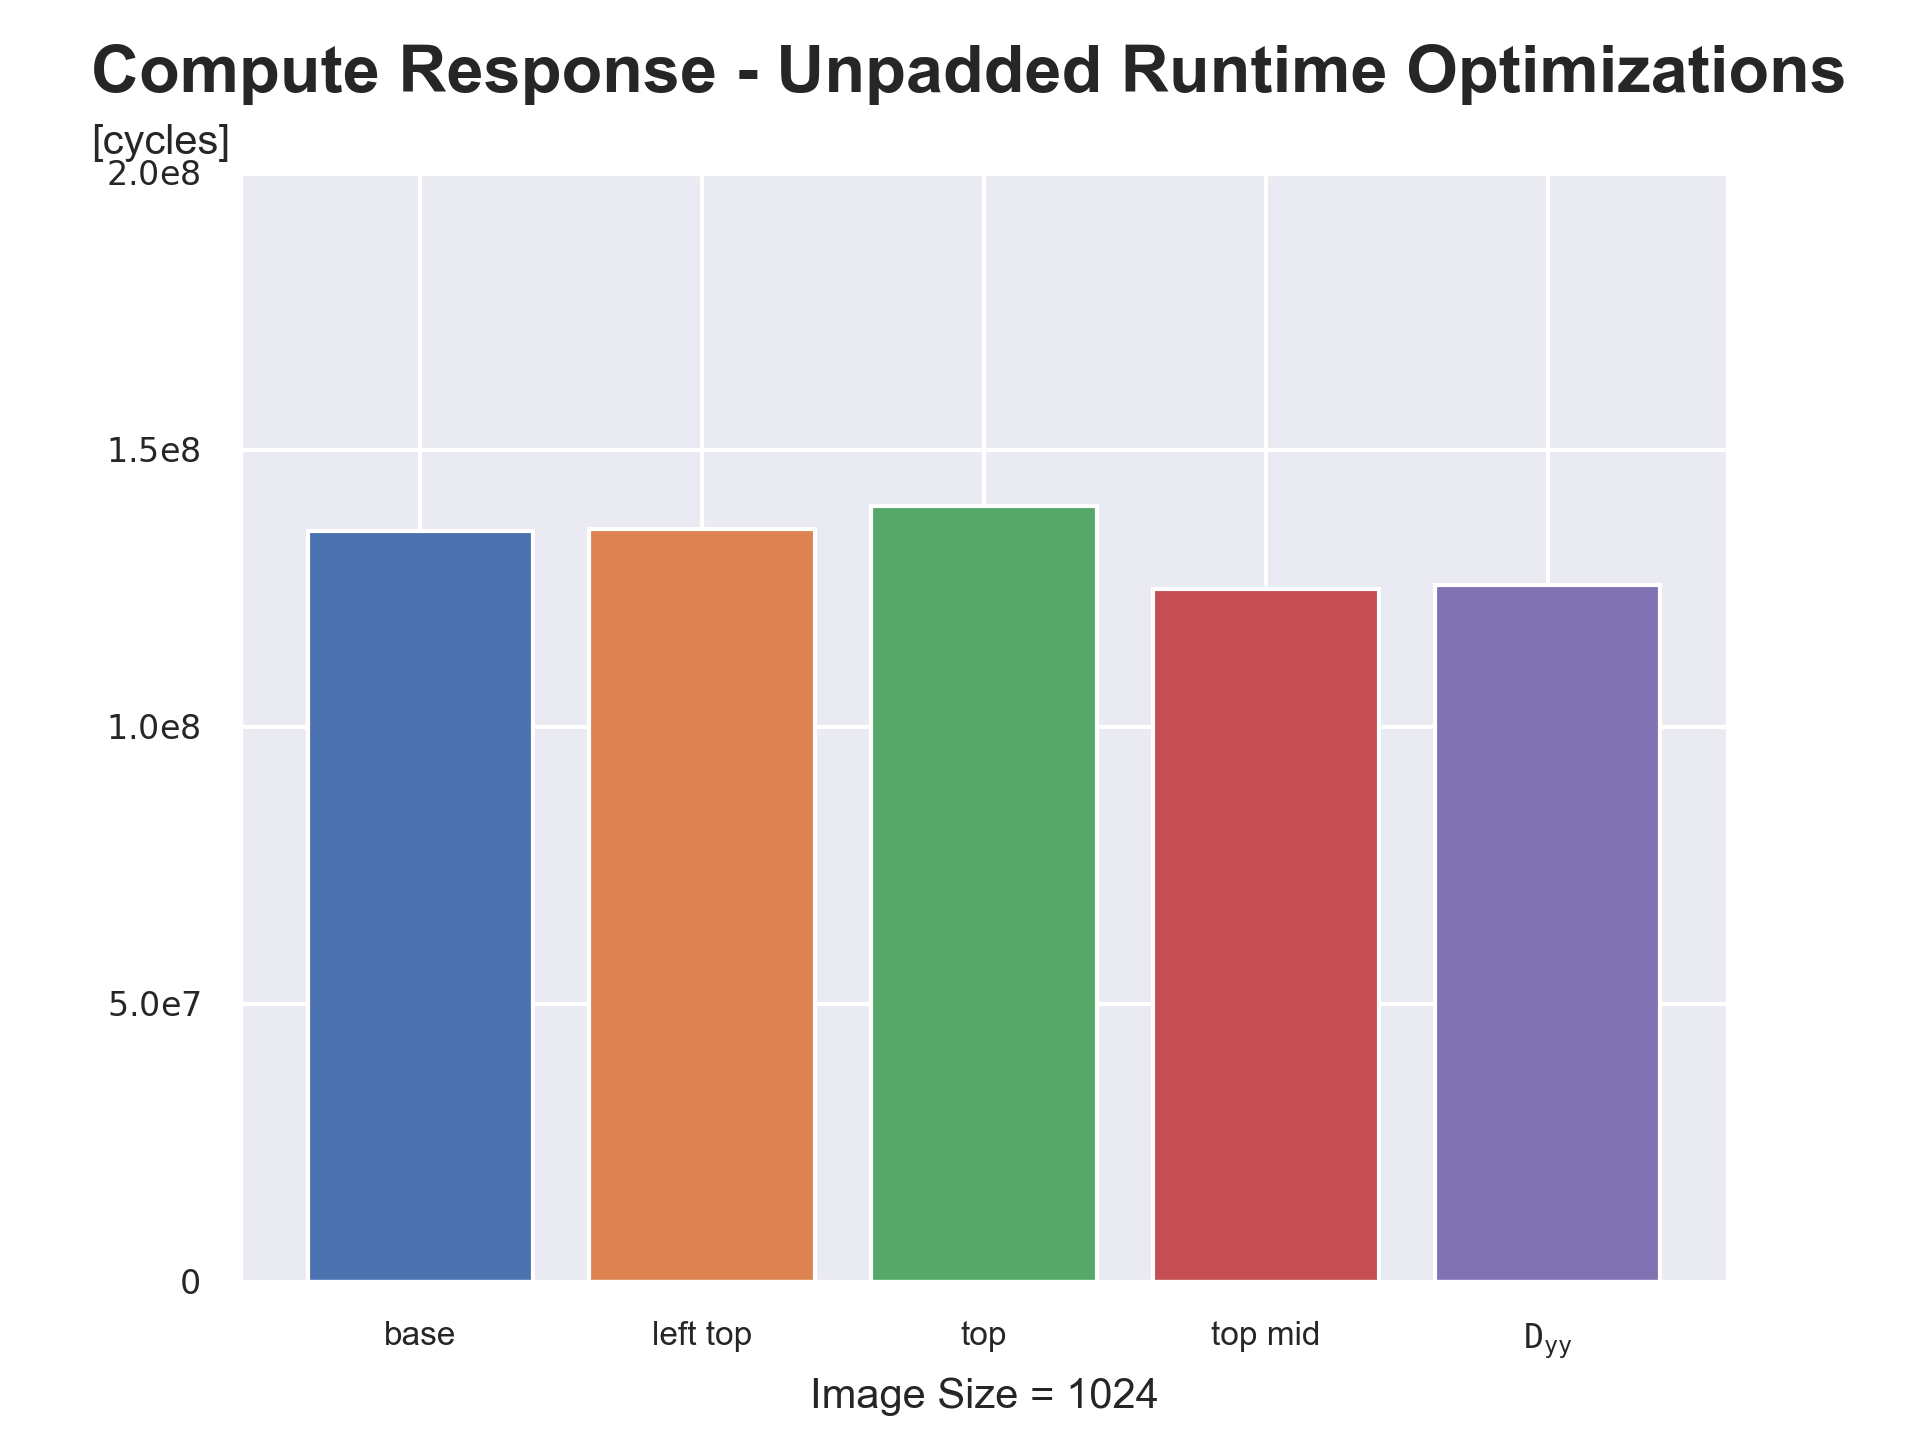 Compute Response - Unpadded Runtime Optimizations
[cycles]
2.0e8
1.5e8
1.0e8
5.0e7
0
base left top top top mid Dyy
Image Size = 1024